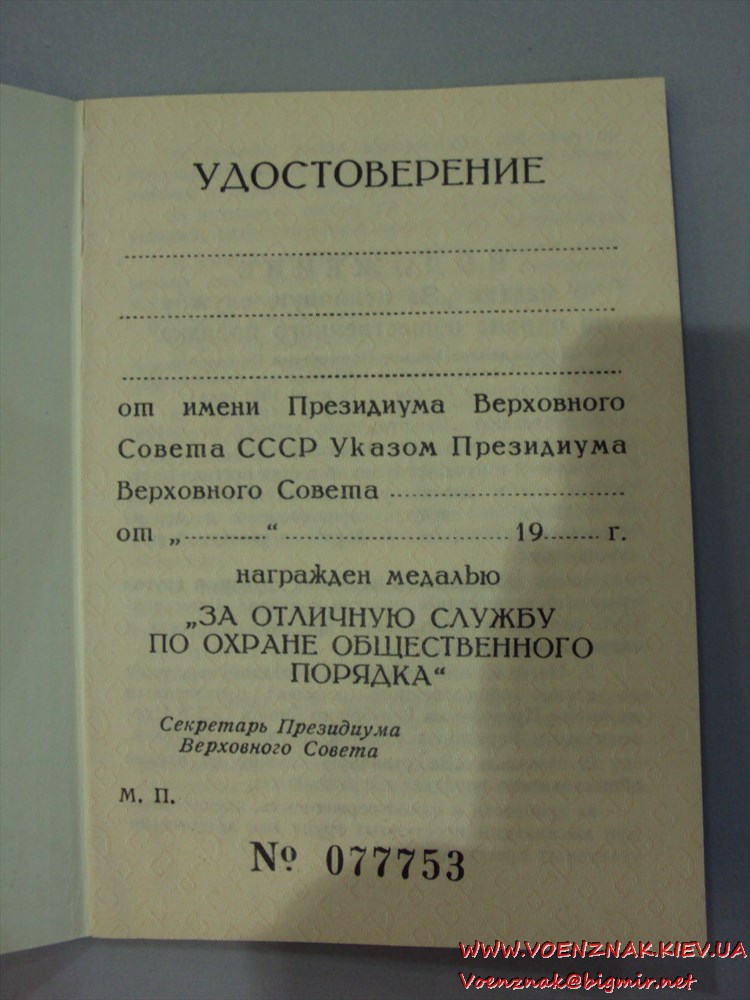 УДОСТОВЕРЕНИЕ
от имени Президиума Верховного
Совета СССР Указом Президиума
Верховного Совета ........................
от „..........“ ........................ 19....... г.
награжден медалью
„ЗА ОТЛИЧНУЮ СЛУЖБУ
ПО ОХРАНЕ ОБЩЕСТВЕННОГО
ПОРЯДКА“
Секретарь Президиума
Верховного Совета
М. П.
№ 077753
WWW.VOENZNAK.KIEV.UA
Voenznak@bigmir.net